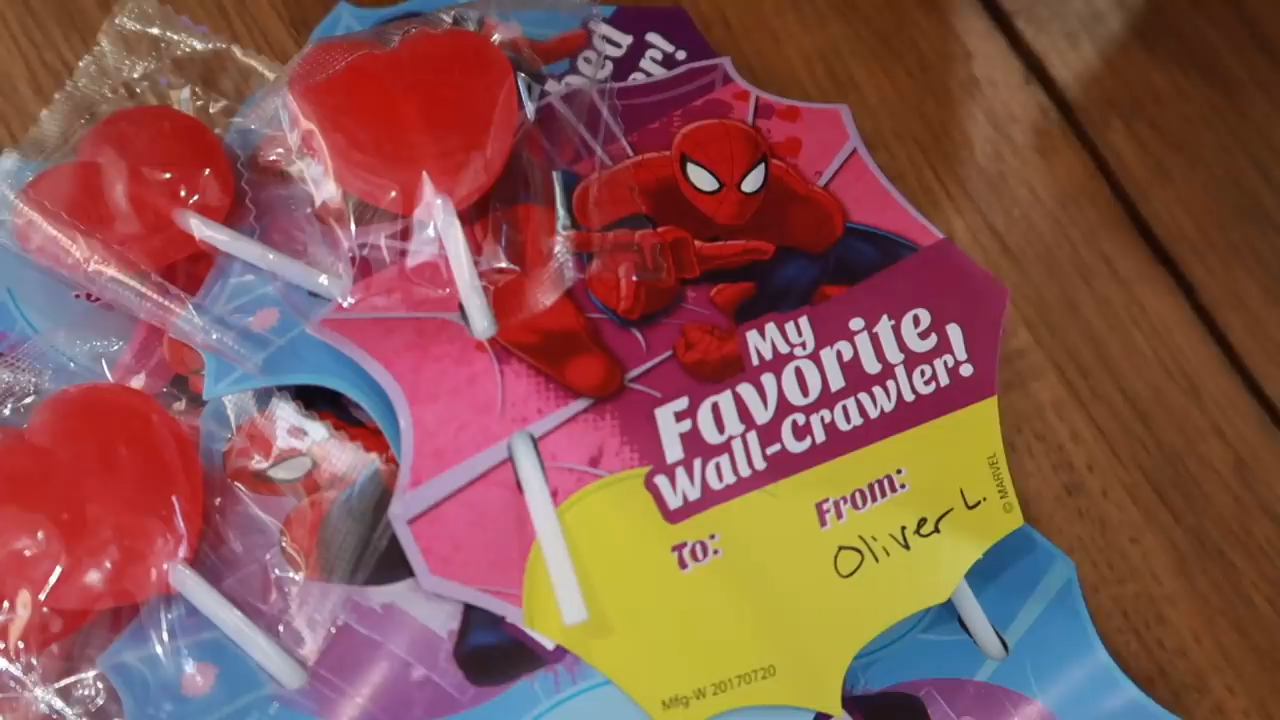 My
Favorite
Wall-Crawler!
To:
From:
Oliver L.
© MARVEL
Mfg-W 20170720